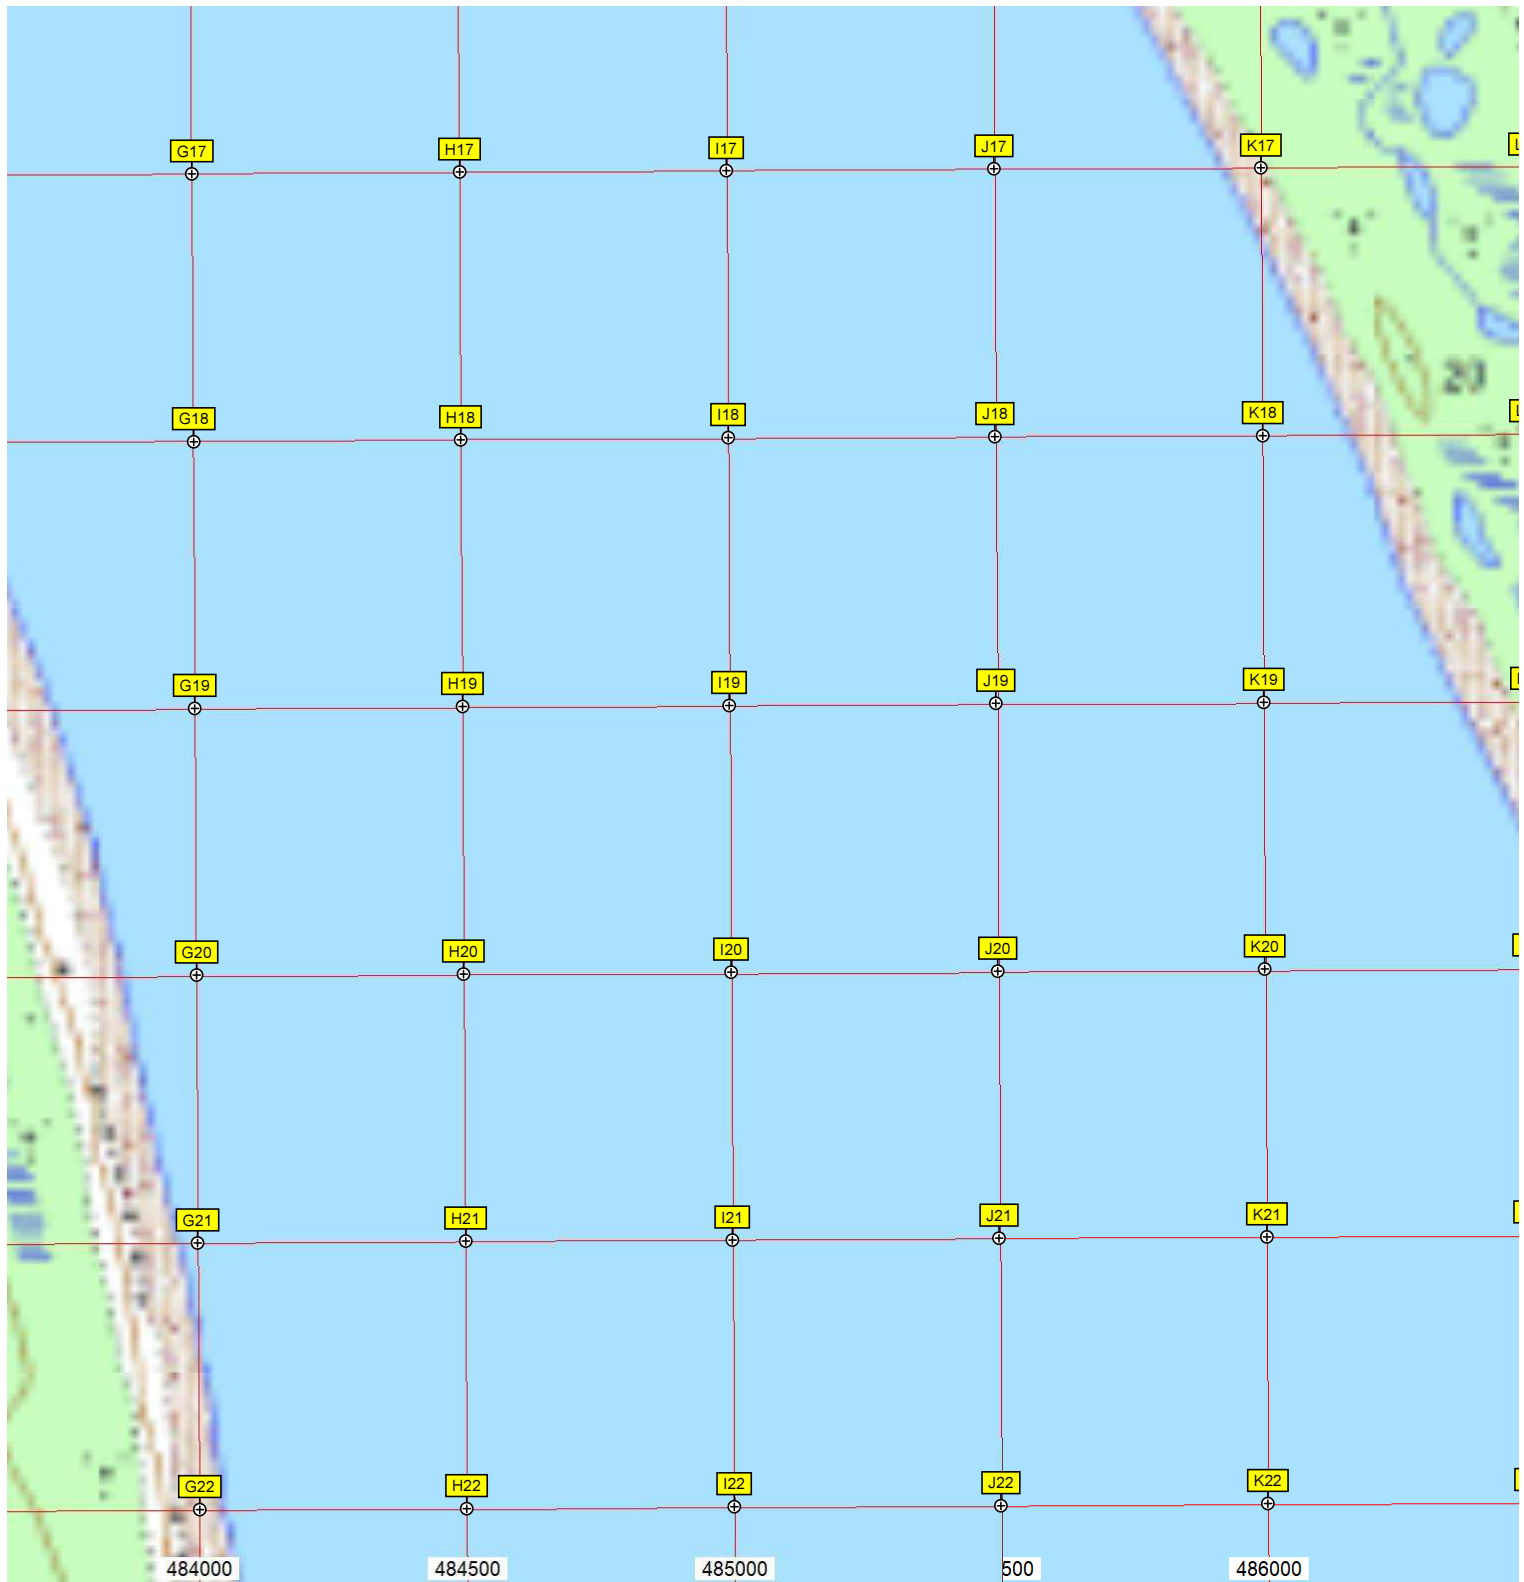 G17 H17 I17 J17 K17 L
20
G18 H18 I18 J18 K18 L
G19 H19 I19 J19 K19
G20 H20 I20 J20 K20
G21 H21 I21 J21 K21
G22 H22 I22 J22 K22
484000 484500 485000 500 486000